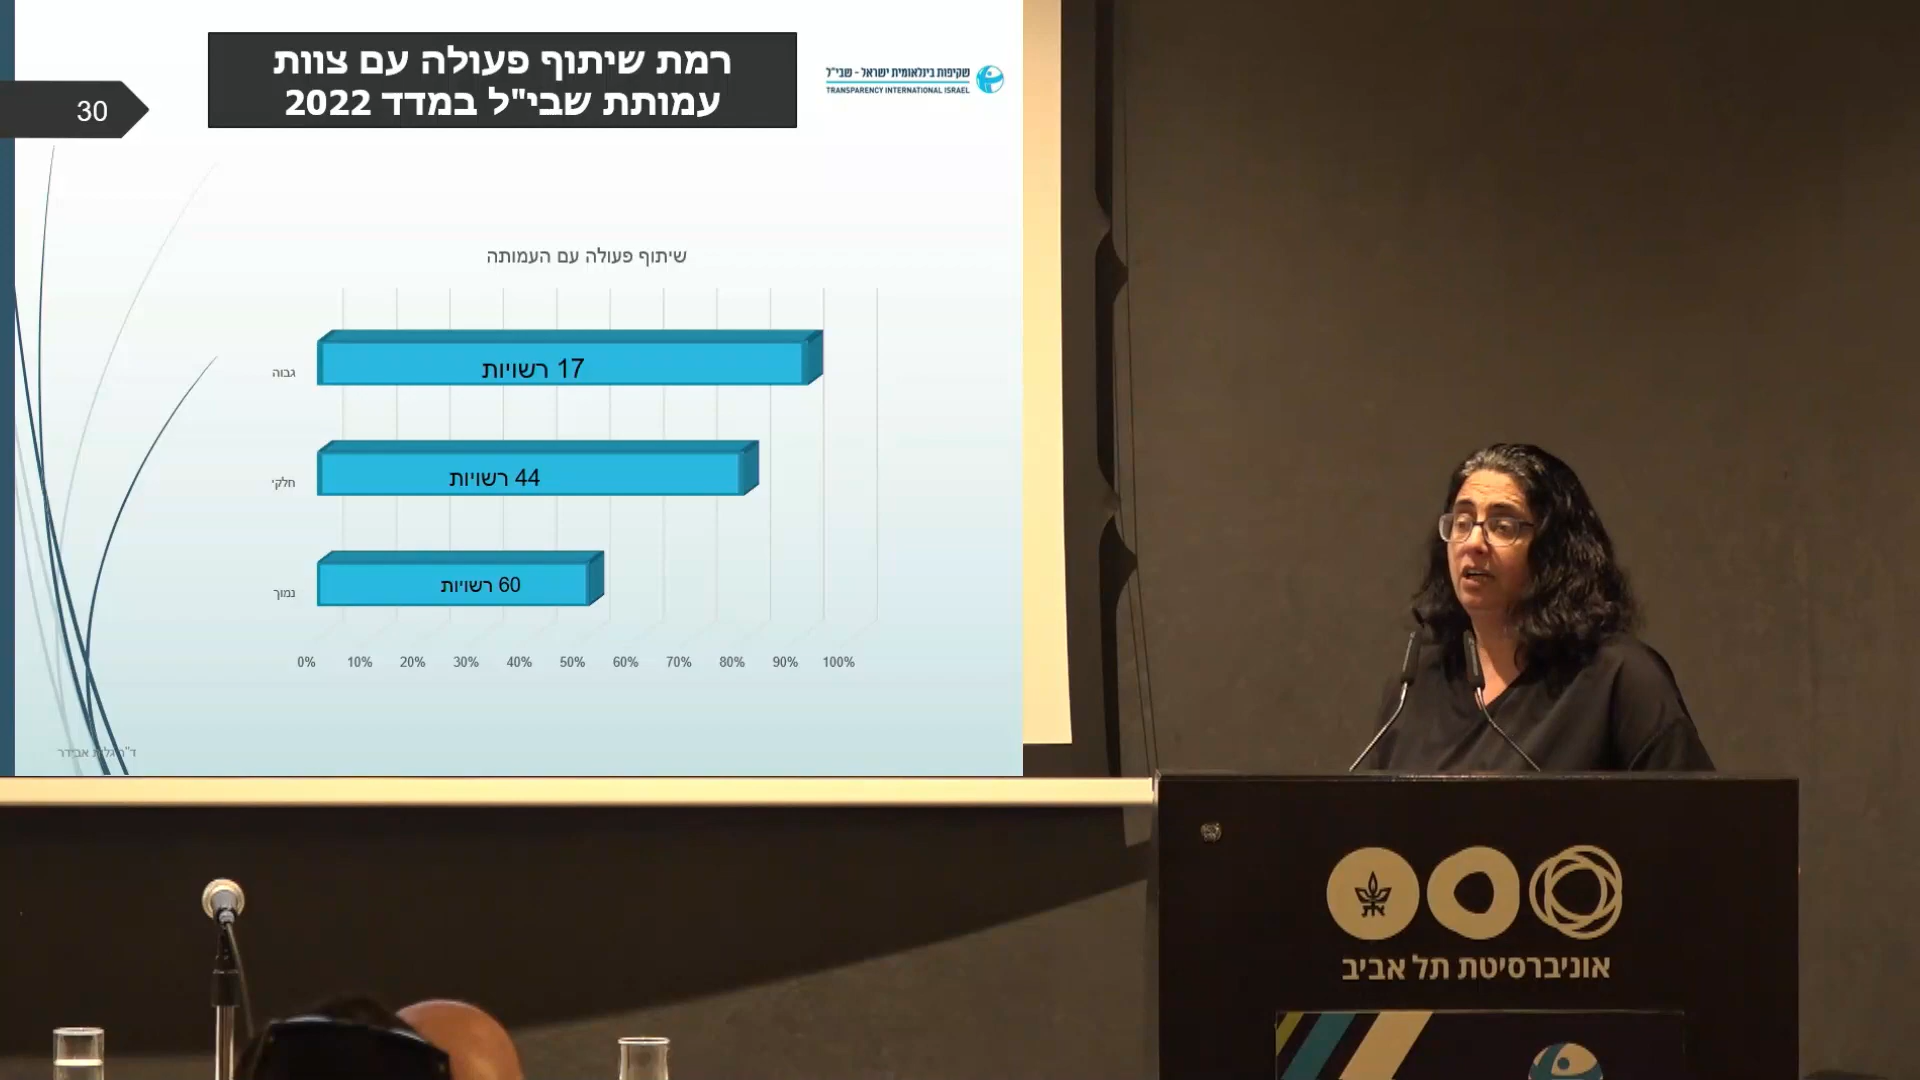 רמת שיתוף פעולה עם צוות
עמותת שבי"ל במדד 2022
שקיפות בינלאומית ישראל - שבי"ל
TRANSPARENCY INTERNATIONAL ISRAEL
30
שיתוף פעולה עם העמותה
גבוה
17 רשויות
חלקי
44 רשויות
נמוך
60 רשויות
0% 10% 20% 30% 40% 50% 60% 70% 80% 90% 100%
ד"ר גלית אבידר
אוניברסיטת תל אביב